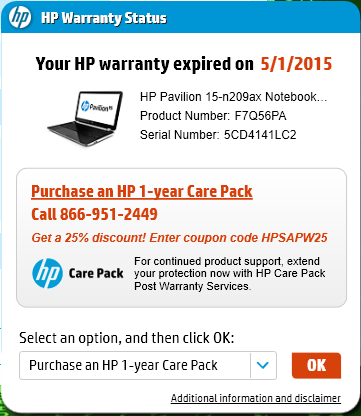 hp HP Warranty Status
Your HP warranty expired on 5/1/2015
Pavilion 15
HP Pavilion 15-n209ax Notebook...
Product Number: F7Q56PA
Serial Number: 5CD4141LC2
Purchase an HP 1-year Care Pack
Call 866-951-2449
Get a 25% discount! Enter coupon code HPSAPW25
hp Care Pack
For continued product support, extend
your protection now with HP Care Pack
Post Warranty Services.
Select an option, and then click OK:
Purchase an HP 1-year Care Pack
OK
Additional information and disclaimer